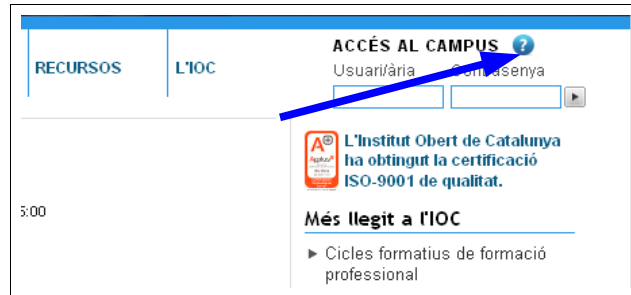 ACCÉS AL CAMPUS ?
RECURSOS
L'IOC
Usuari/ària
L'Institut Obert de Catalunya
ha obtingut la certificació
ISO-9001 de qualitat.
5:00
Més llegit a l'IOC
Cicles formatius de formació
professional